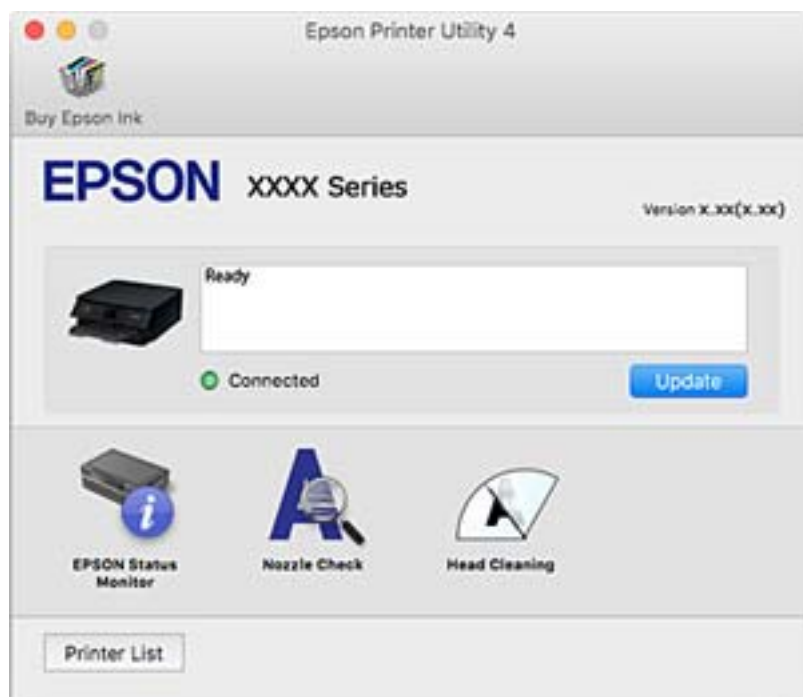 Epson Printer Utility 4
Buy Epson Ink
EPSON XXXX Series
Version X.XX(X.XX)
Ready
Connected
Update
EPSON Status
Monitor
Nozzle Check
Head Cleaning
Printer List